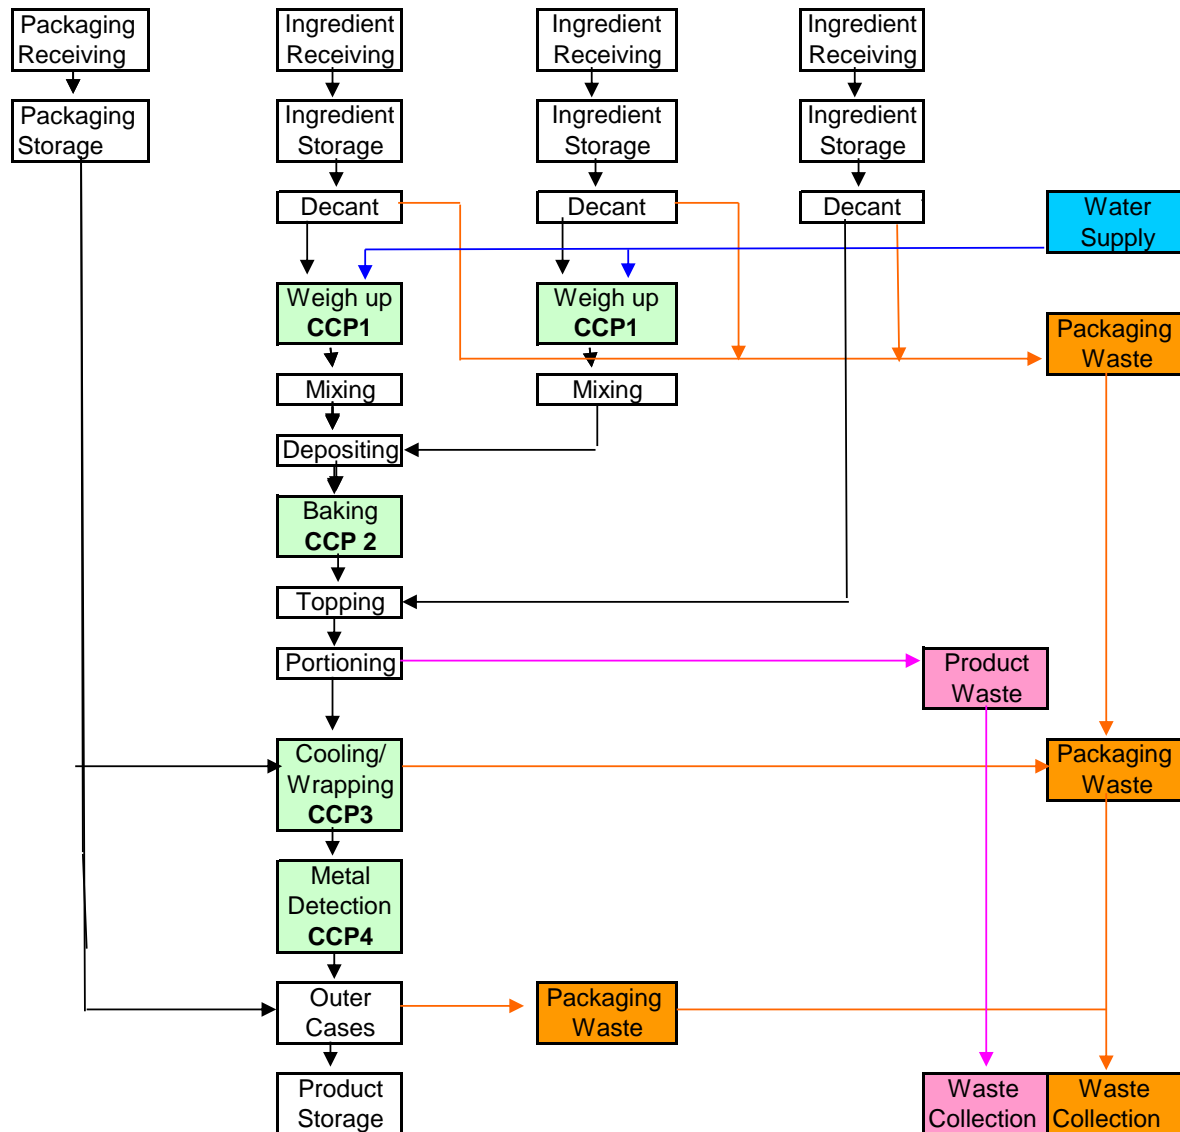 Packaging
Receiving
Ingredient
Receiving
Ingredient
Receiving
Ingredient
Receiving
Packaging
Storage
Ingredient
Storage
Ingredient
Storage
Ingredient
Storage
Decant
Decant
Decant
Water
Supply
Weigh up
CCP1
Weigh up
CCP1
Packaging
Waste
Mixing
Mixing
Depositing
Baking
CCP 2
Topping
Portioning
Product
Waste
Cooling/
Wrapping
CCP3
Packaging
Waste
Metal
Detection
CCP4
Outer
Cases
Packaging
Waste
Product
Storage
Waste
Collection
Waste
Collection